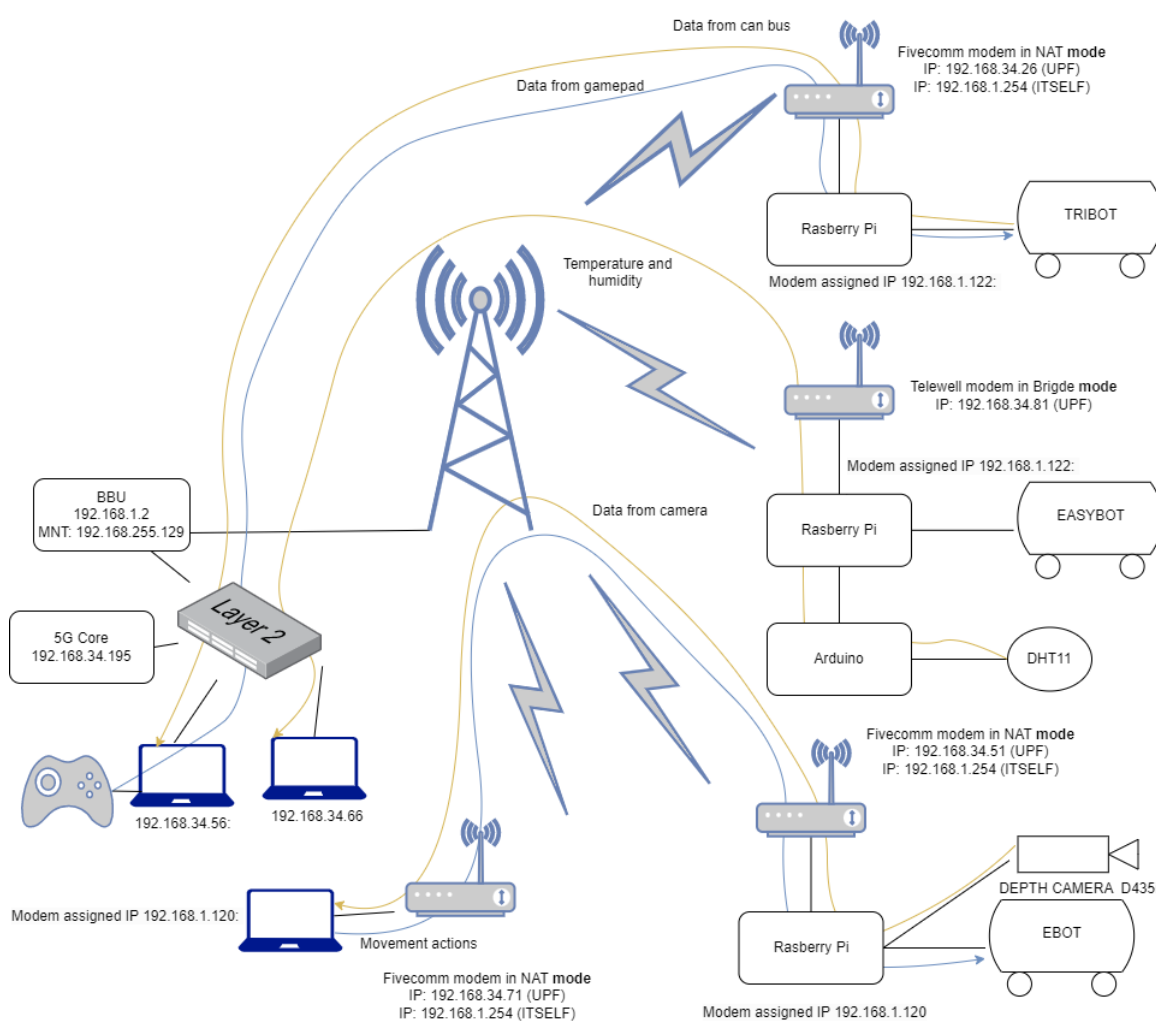 Data from can bus
Fivecomm modem in NAT mode
IP: 192.168.34.26 (UPF)
IP: 192.168.1.254 (ITSELF)
Data from gamepad
TRIBOT
Rasberry Pi
Temperature and
humidity
Modem assigned IP 192.168.1.122:
Telewell modem in Brigde mode
IP: 192.168.34.81 (UPF)
Modem assigned IP 192.168.1.122:
BBU
192.168.1.2
MNT: 192.168.255.129
Data from camera
Rasberry Pi
EASYBOT
Layer 2
5G Core
192.168.34.195
Arduino
DHT11
Fivecomm modem in NAT mode
IP: 192.168.34.51 (UPF)
IP: 192.168.1.254 (ITSELF)
192.168.34.56:
192.168.34.66
DEPTH CAMERA D435
Modem assigned IP 192.168.1.120:
Movement actions
Rasberry Pi
EBOT
Fivecomm modem in NAT mode
IP: 192.168.34.71 (UPF)
IP: 192.168.1.254 (ITSELF)
Modem assigned IP 192.168.1.120